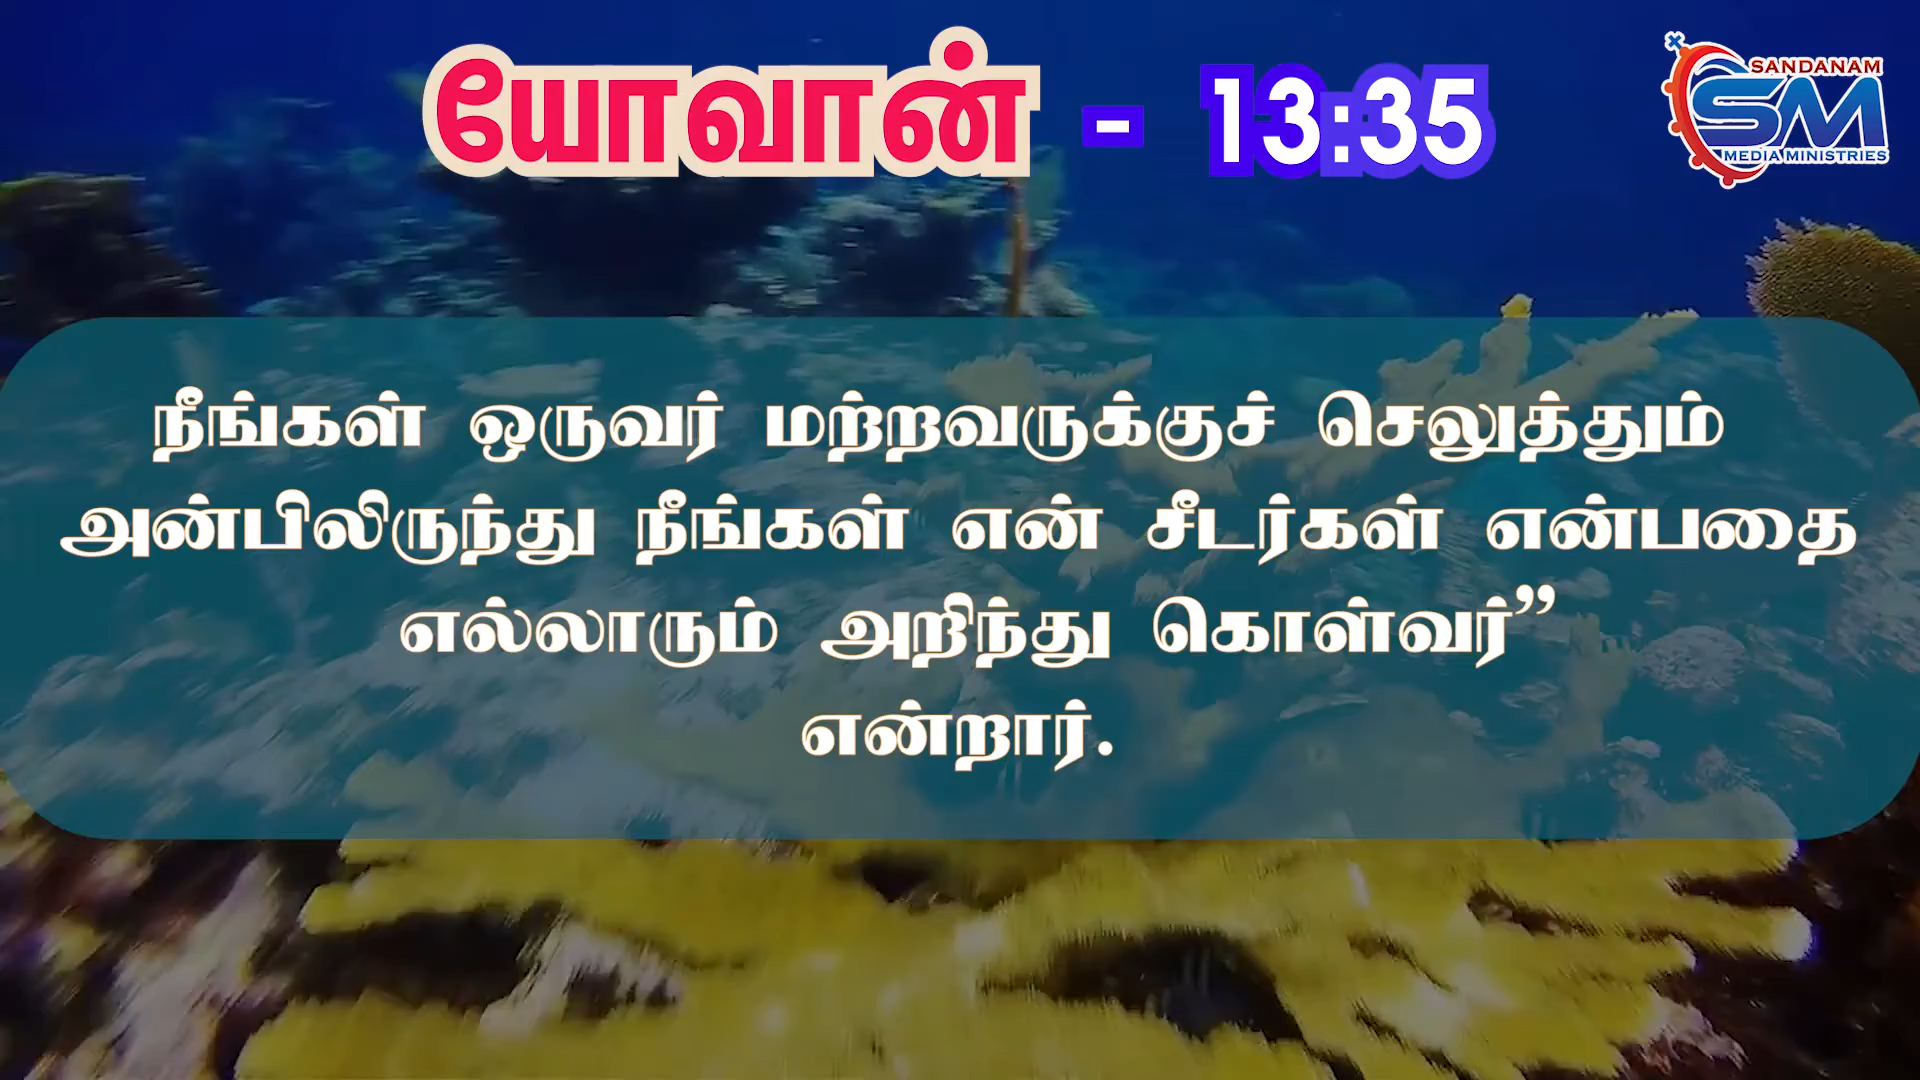 யோவான் - 13:35
SANDANAM
SM
MEDIA MINISTRIES
நீங்கள் ஒருவர் மற்றவருக்குச் செலுத்தும்
அன்பிலிருந்து நீங்கள் என் சீடர்கள் என்பதை
எல்லாரும் அறிந்து கொள்வர்”
என்றார்.